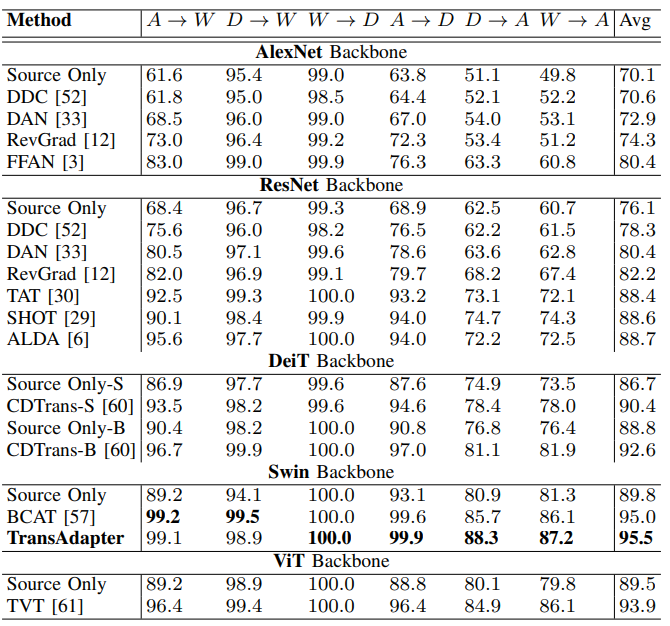 Method A → W D → W W → D A → D D → A W → A Avg
AlexNet Backbone
Source Only 61.6 95.4 99.0 63.8 51.1 49.8 70.1
DDC [52] 61.8 95.0 98.5 64.4 52.1 52.2 70.6
DAN [33] 68.5 96.0 99.0 67.0 54.0 53.1 72.9
RevGrad [12] 73.0 96.4 99.2 72.3 53.4 51.2 74.3
FFAN [3] 83.0 99.0 99.9 76.3 63.3 60.8 80.4
ResNet Backbone
Source Only 68.4 96.7 99.3 68.9 62.5 60.7 76.1
DDC [52] 75.6 96.0 98.2 76.5 62.2 61.5 78.3
DAN [33] 80.5 97.1 99.6 78.6 63.6 62.8 80.4
RevGrad [12] 82.0 96.9 99.1 79.7 68.2 67.4 82.2
TAT [30] 92.5 99.3 100.0 93.2 73.1 72.1 88.4
SHOT [29] 90.1 98.4 99.9 94.0 74.7 74.3 88.6
ALDA [6] 95.6 97.7 100.0 94.0 72.2 72.5 88.7
DeiT Backbone
Source Only-S 86.9 97.7 99.6 87.6 74.9 73.5 86.7
CDTrans-S [60] 93.5 98.2 99.6 94.6 78.4 78.0 90.4
Source Only-B 90.4 98.2 100.0 90.8 76.8 76.4 88.8
CDTrans-B [60] 96.7 99.9 100.0 97.0 81.1 81.9 92.6
Swin Backbone
Source Only 89.2 94.1 100.0 93.1 80.9 81.3 89.8
BCAT [57] 99.2 99.5 100.0 99.6 85.7 86.1 95.0
TransAdapter 99.1 98.9 100.0 99.9 88.3 87.2 95.5
ViT Backbone
Source Only 89.2 98.9 100.0 88.8 80.1 79.8 89.5
TVT [61] 96.4 99.4 100.0 96.4 84.9 86.1 93.9